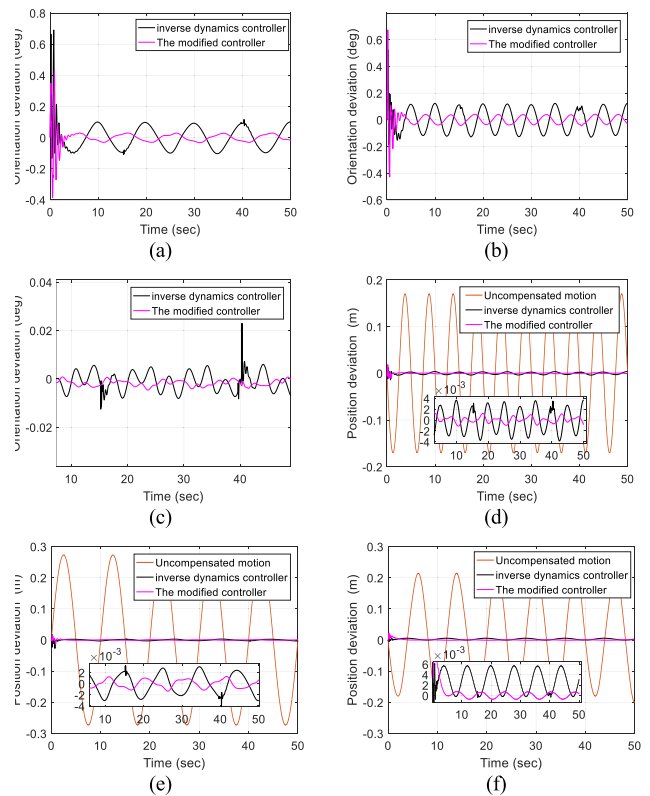 0.8
0.6
0.4
0.2
0
-0.2
-0.4
Orientation deviation (deg)
inverse dynamics controller
The modified controller
0 10 20 30 40 50
Time (sec)
(a)
0.8
0.6
0.4
0.2
0
-0.2
-0.4
-0.6
Orientation deviation (deg)
inverse dynamics controller
The modified controller
0 10 20 30 40 50
Time (sec)
(b)
0.04
0.02
0
-0.02
Orientation deviation (deg)
inverse dynamics controller
The modified controller
10 20 30 40
Time (sec)
(c)
0.2
0.1
0
-0.1
-0.2
Position deviation (m)
Uncompensated motion
inverse dynamics controller
The modified controller
×10-3
4
2
0
-2
-4
10 20 30 40 50
0 10 20 30 40 50
Time (sec)
(d)
0.3
0.2
0.1
0
-0.1
-0.2
-0.3
Position deviation (m)
Uncompensated motion
inverse dynamics controller
The modified controller
×10-3
2
0
-2
-4
10 20 30 40 50
0 10 20 30 40 50
Time (sec)
(e)
0.3
0.2
0.1
0
-0.1
-0.2
-0.3
Position deviation (m)
Uncompensated motion
inverse dynamics controller
The modified controller
×10-3
6
4
2
0
10 20 30 40 50
0 10 20 30 40 50
Time (sec)
(f)